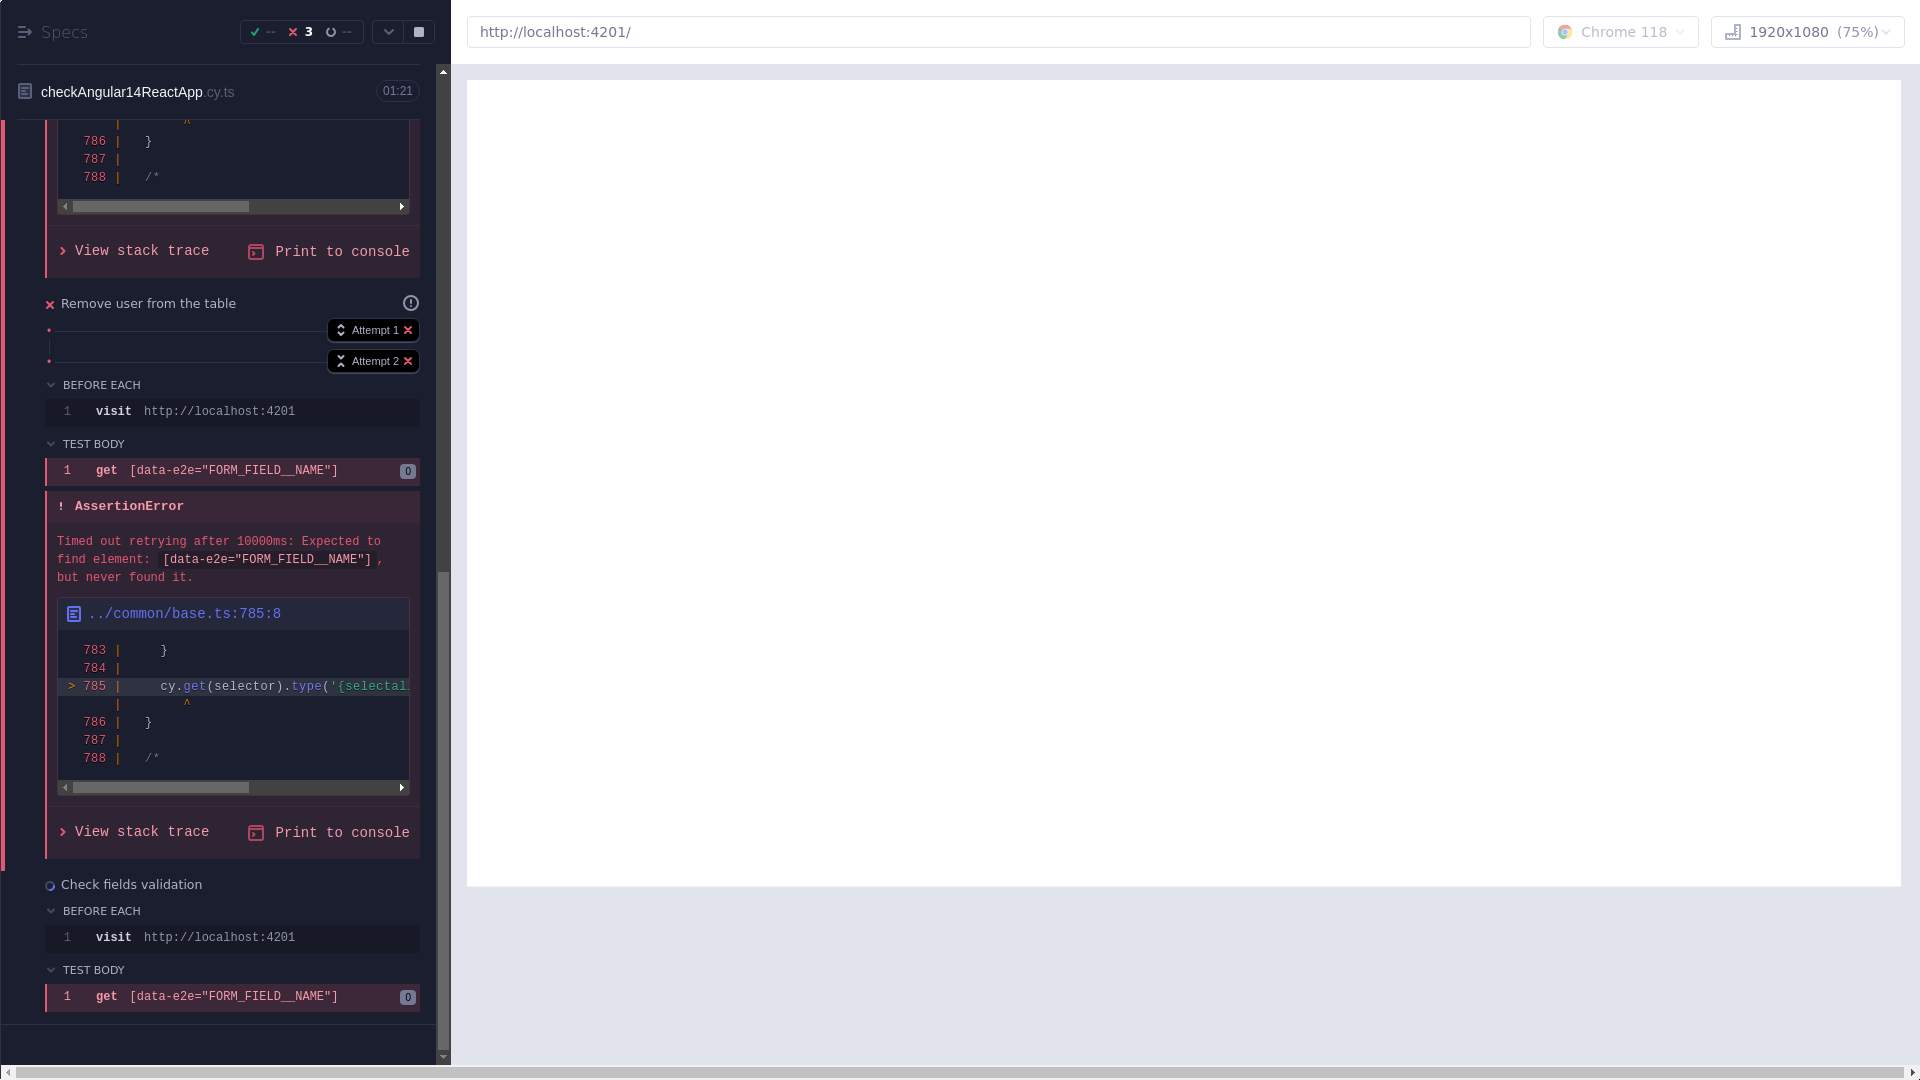 Specs
-- 3 --
http://localhost:4201/
Chrome 118
1920x1080 (75%)
checkAngular14ReactApp.cy.ts
01:21
| ^
786 | }
787 |
788 | /*
View stack trace
Print to console
Remove user from the table
Attempt 1
Attempt 2
BEFORE EACH
1 visit http://localhost:4201
TEST BODY
1 get [data-e2e="FORM_FIELD__NAME"] 0
! AssertionError
Timed out retrying after 10000ms: Expected to
find element: [data-e2e="FORM_FIELD__NAME"],
but never found it.
../common/base.ts:785:8
783 | }
784 |
> 785 | cy.get(selector).type('{selectal
| ^
786 | }
787 |
788 | /*
View stack trace
Print to console
Check fields validation
BEFORE EACH
1 visit http://localhost:4201
TEST BODY
1 get [data-e2e="FORM_FIELD__NAME"] 0